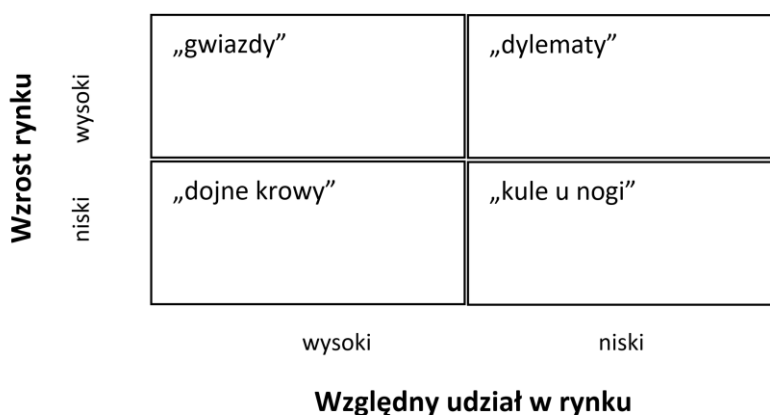 Wzrost rynku
wysoki
niski
„gwiazdy”
„dylematy”
„dojne krowy”
„kule u nogi”
wysoki
niski
Względny udział w rynku